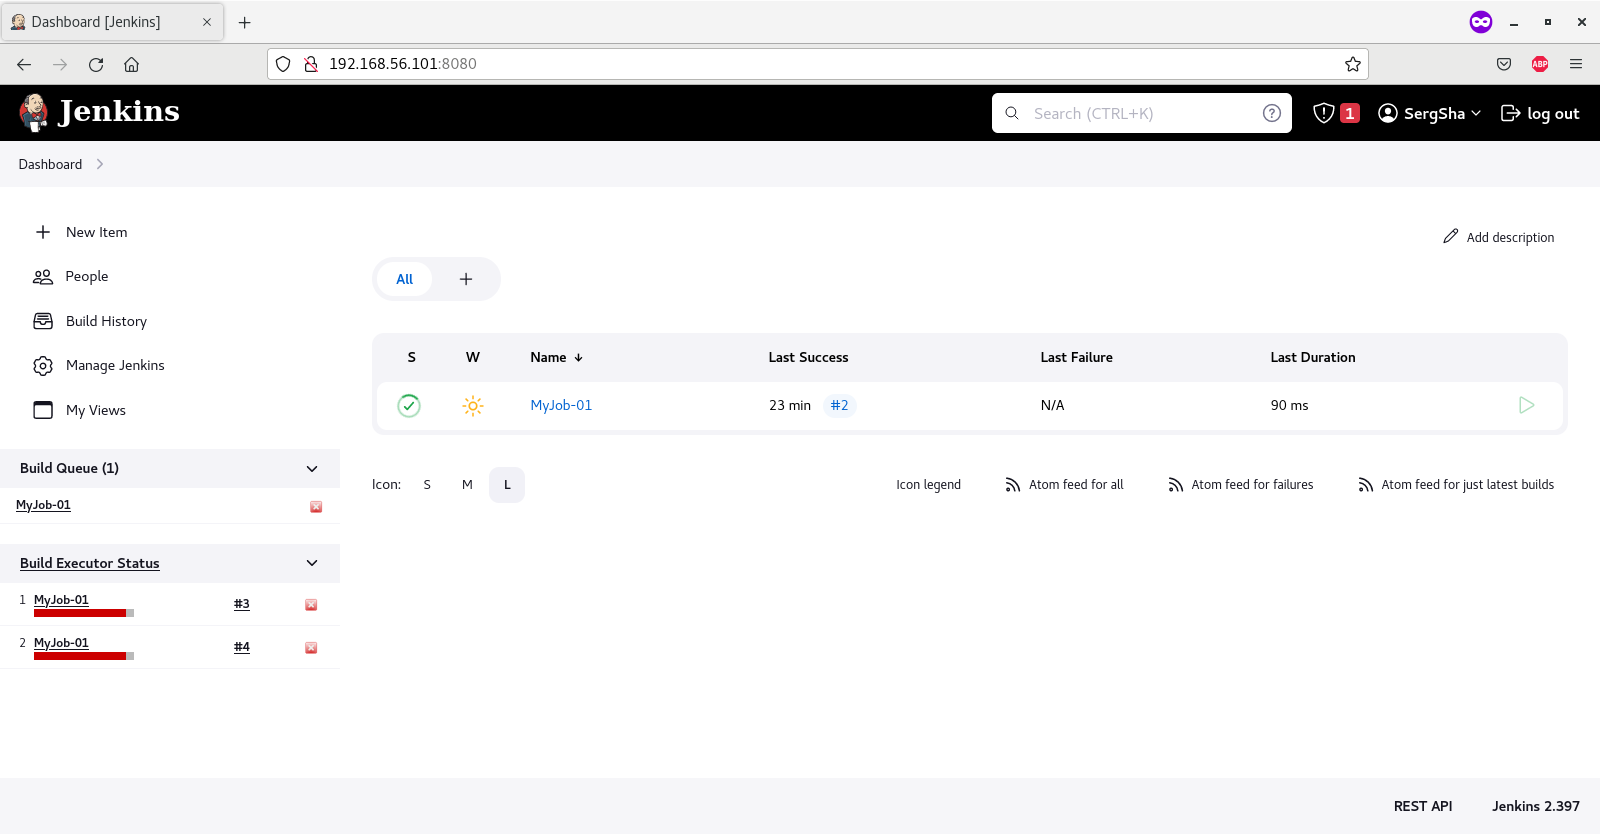 Dashboard [Jenkins]
192.168.56.101:8080
ABP
Jenkins
Search (CTRL+K)
1
SergSha
log out
Dashboard
New Item
People
Build History
Manage Jenkins
My Views
Build Queue (1)
MyJob-01
Build Executor Status
1 MyJob-01 #3
2 MyJob-01 #4
Add description
All
S W Name ↓ Last Success Last Failure Last Duration
MyJob-01 23 min #2 N/A 90 ms
Icon: S M L
Icon legend Atom feed for all Atom feed for failures Atom feed for just latest builds
REST API Jenkins 2.397